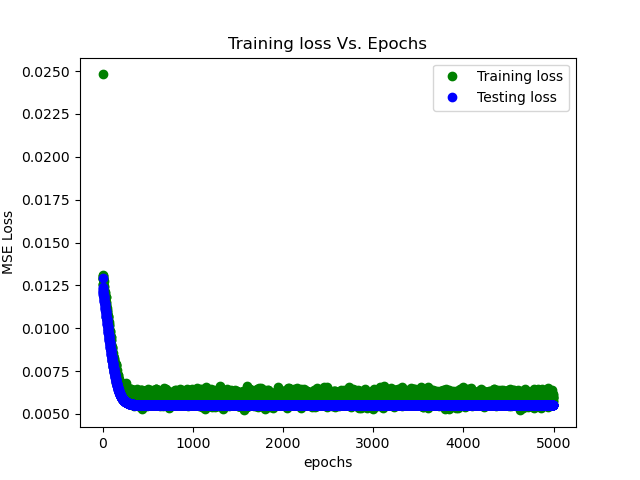 Training loss Vs. Epochs
MSE Loss
0.0250
0.0225
0.0200
0.0175
0.0150
0.0125
0.0100
0.0075
0.0050
Training loss
Testing loss
0 1000 2000 3000 4000 5000
epochs